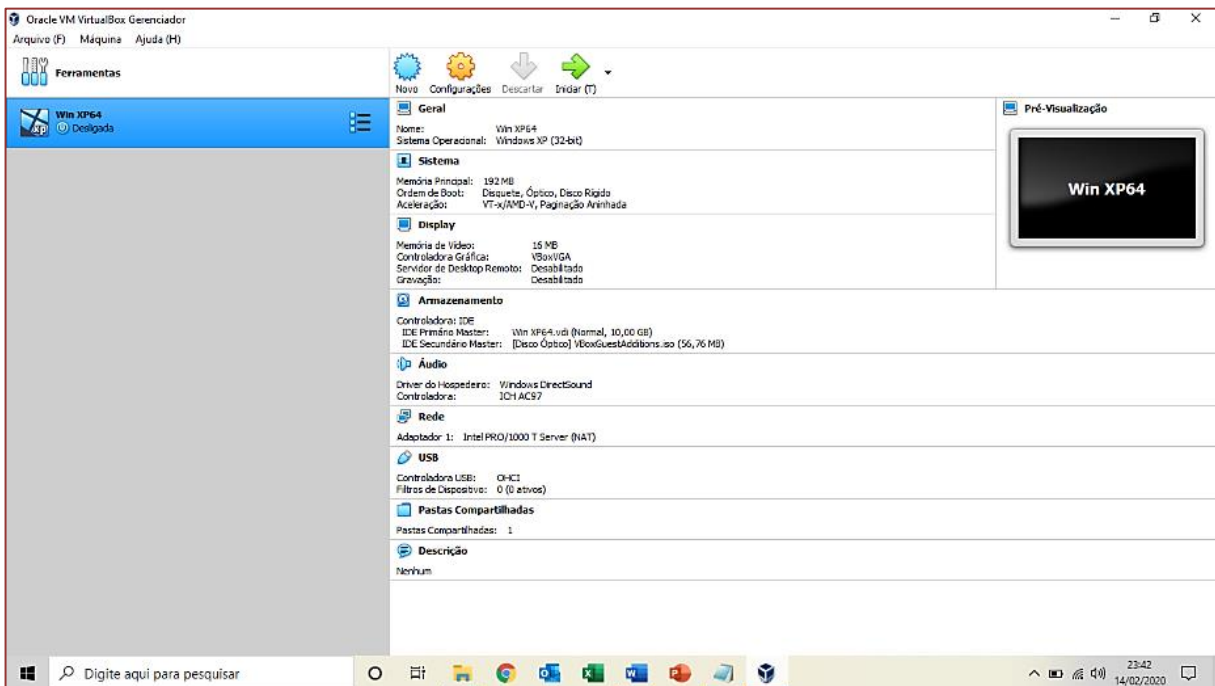 Oracle VM VirtualBox Gerenciador
Arquivo (F) Máquina Ajuda (H)
Ferramentas
Novo Configurações Descartar Iniciar (T)
Win XP64
Desligada
Geral
Nome: Win XP64
Sistema Operacional: Windows XP (32-bit)
Sistema
Memória Principal: 192 MB
Ordem de Boot: Disquete, Óptico, Disco Rígido
Aceleração: VT-x/AMD-V, Paginação Aninhada
Display
Memória de Vídeo: 16 MB
Controladora Gráfica: VBoxVGA
Servidor de Desktop Remoto: Desabilitado
Gravação: Desabilitado
Armazenamento
Controladora: IDE
IDE Primário Master: Win XP64.vdi (Normal, 10,00 GB)
IDE Secundário Master: [Disco Óptico] VBoxGuestAdditions.iso (56,76 MB)
Áudio
Driver do Hospedeiro: Windows DirectSound
Controladora: ICH AC97
Rede
Adaptador 1: Intel PRO/1000 T Server (NAT)
USB
Controladora USB: OHCI
Filtros de Dispositivo: 0 (0 ativos)
Pastas Compartilhadas
Pastas Compartilhadas: 1
Descrição
Nenhum
Pré-Visualização
Win XP64
Digite aqui para pesquisar
23:42
14/02/2020